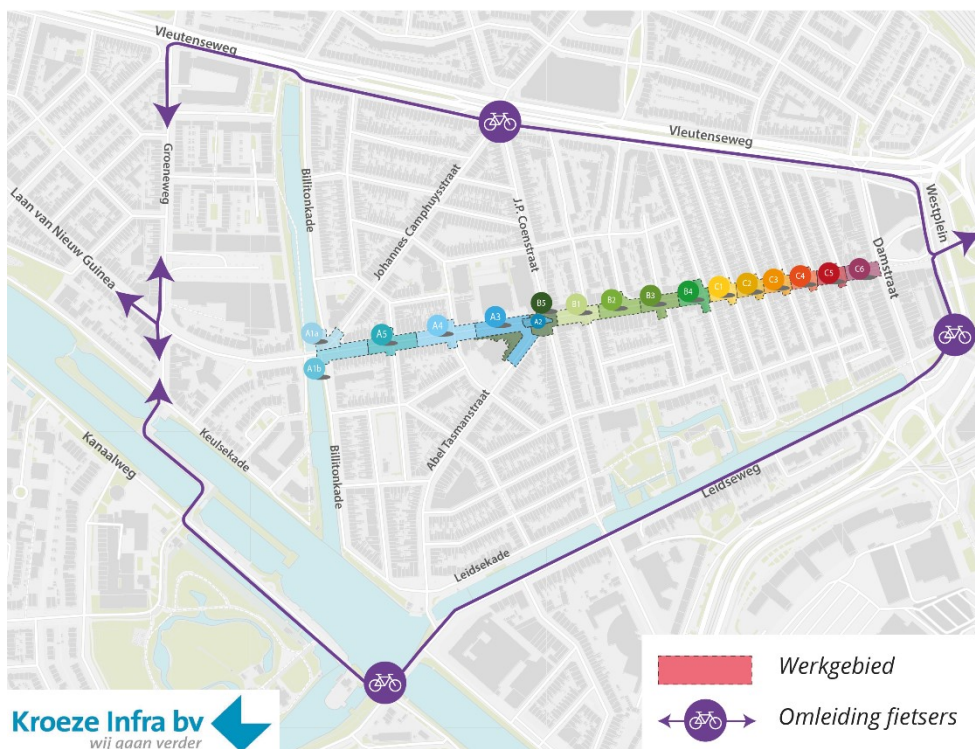 Vleutenseweg
Vleutenseweg
Groeneweg
Billitonkade
Johannes Camphuysstraat
J.P. Coenstraat
Westplein
Damstraat
Laan van Nieuw Guinea
A1a
A5
A4
A3
A2
B5
B1
B2
B3
B4
C1
C2
C3
C4
C5
C6
A1b
Abel Tasmanstraat
Keulsekade
Kanaalweg
Billitonkade
Leidseweg
Leidsekade
Werkgebied
Omleiding fietsers
Kroeze Infra bv
wij gaan verder